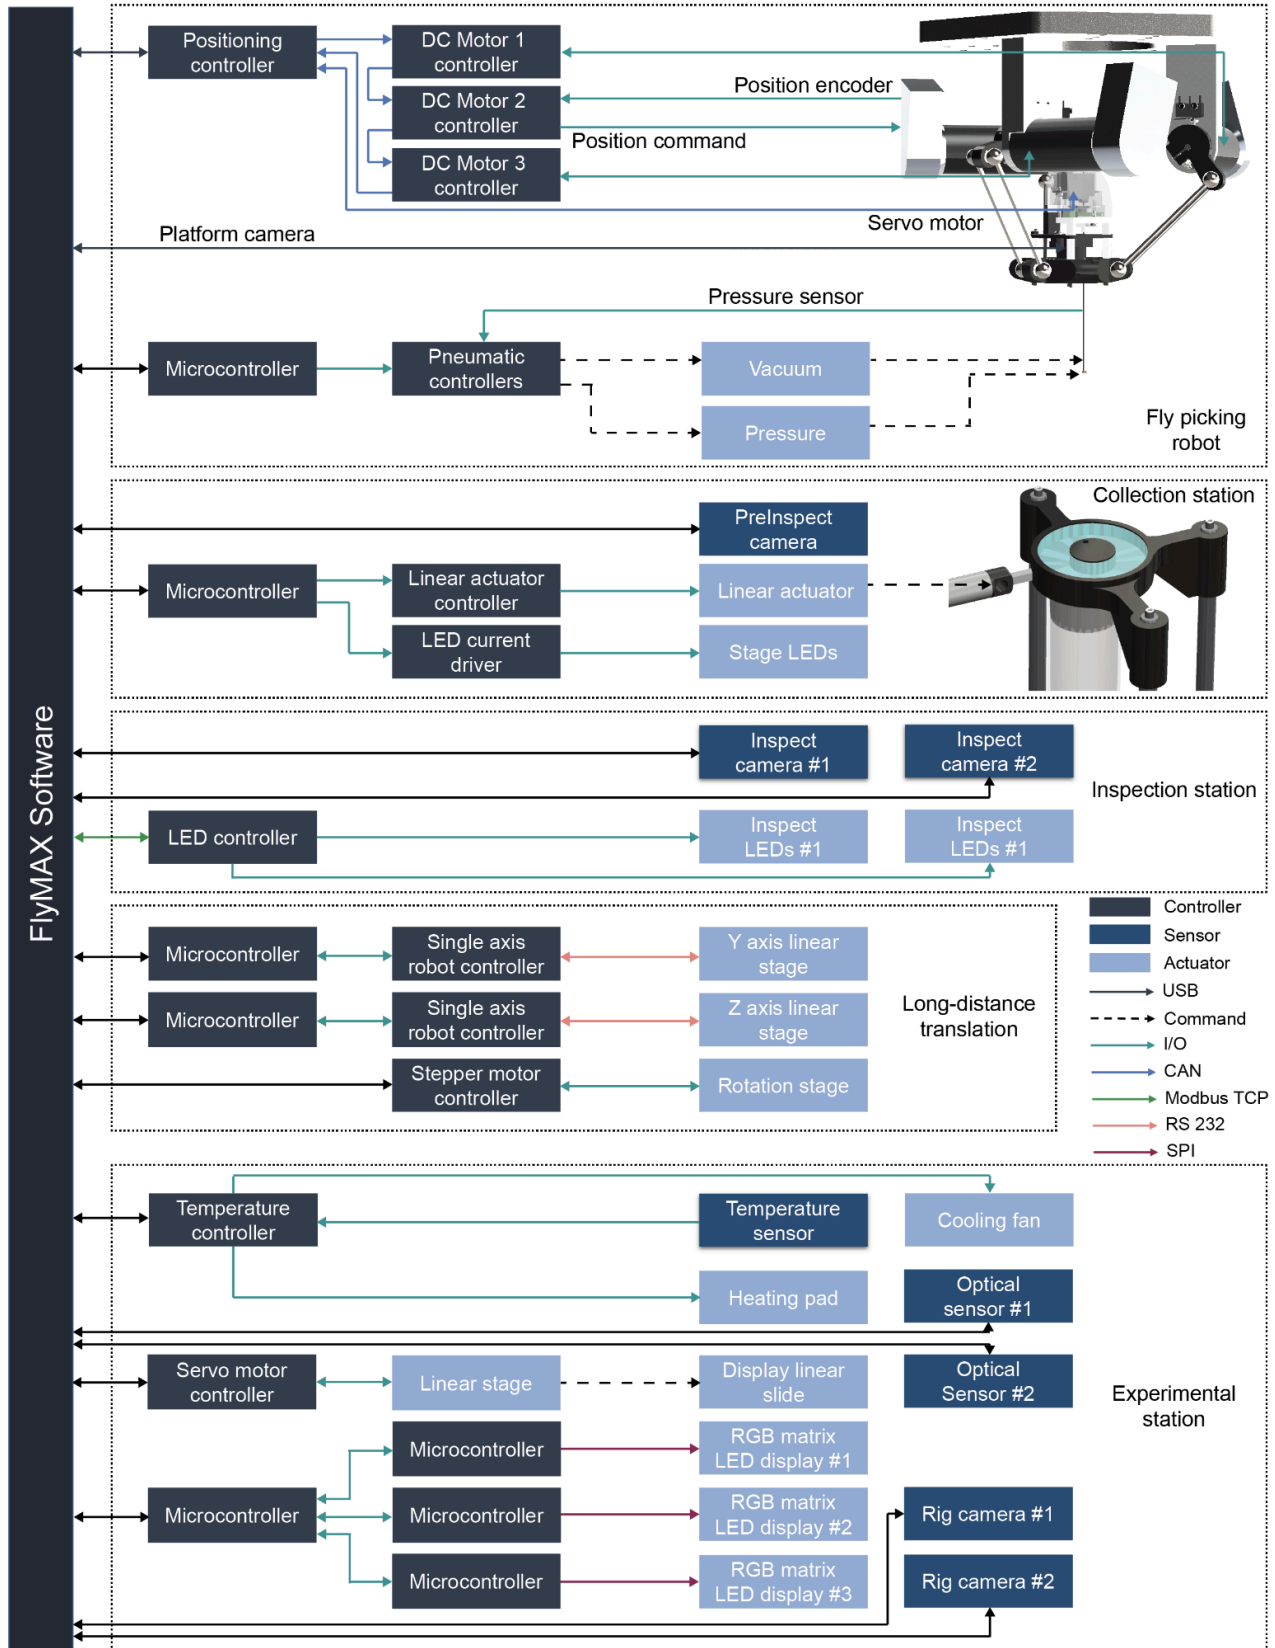 FlyMAX Software
Positioning
controller
DC Motor 1
controller
DC Motor 2
controller
DC Motor 3
controller
Position encoder
Position command
Servo motor
Platform camera
Pressure sensor
Microcontroller
Pneumatic
controllers
Vacuum
Pressure
Fly picking
robot
Collection station
PreInspect
camera
Microcontroller
Linear actuator
controller
Linear actuator
LED current
driver
Stage LEDs
Inspect
camera #1
Inspect
camera #2
Inspection station
LED controller
Inspect
LEDs #1
Inspect
LEDs #1
Controller
Sensor
Actuator
USB
Command
I/O
CAN
Modbus TCP
RS 232
SPI
Microcontroller
Single axis
robot controller
Y axis linear
stage
Microcontroller
Single axis
robot controller
Z axis linear
stage
Long-distance
translation
Stepper motor
controller
Rotation stage
Temperature
controller
Temperature
sensor
Cooling fan
Heating pad
Optical
sensor #1
Servo motor
controller
Linear stage
Display linear
slide
Optical
Sensor #2
Experimental
station
Microcontroller
RGB matrix
LED display #1
Microcontroller
Microcontroller
RGB matrix
LED display #2
Rig camera #1
Microcontroller
RGB matrix
LED display #3
Rig camera #2